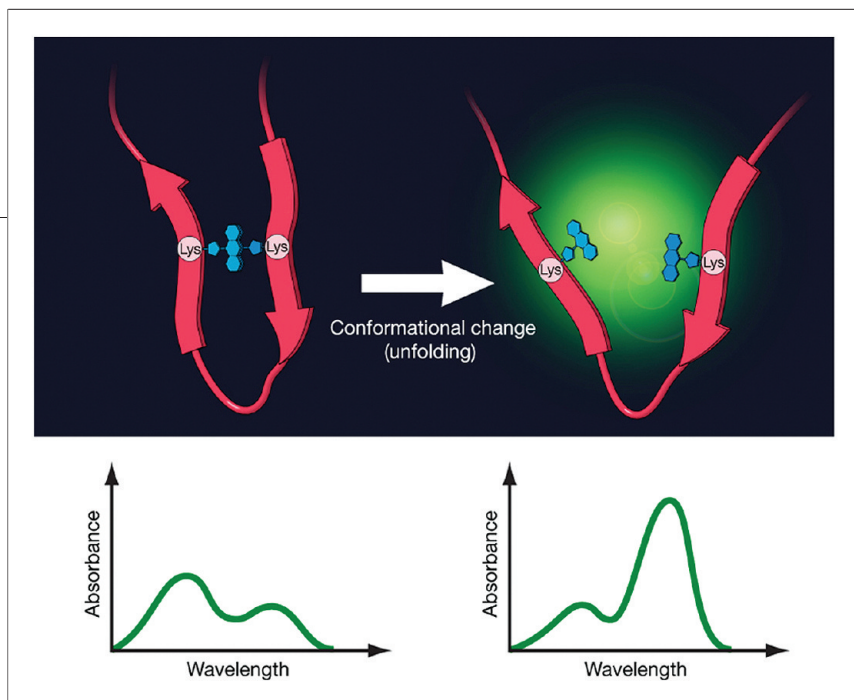 Lys
Lys
Conformational change
(unfolding)
Lys
Lys
Absorbance
Wavelength
Absorbance
Wavelength